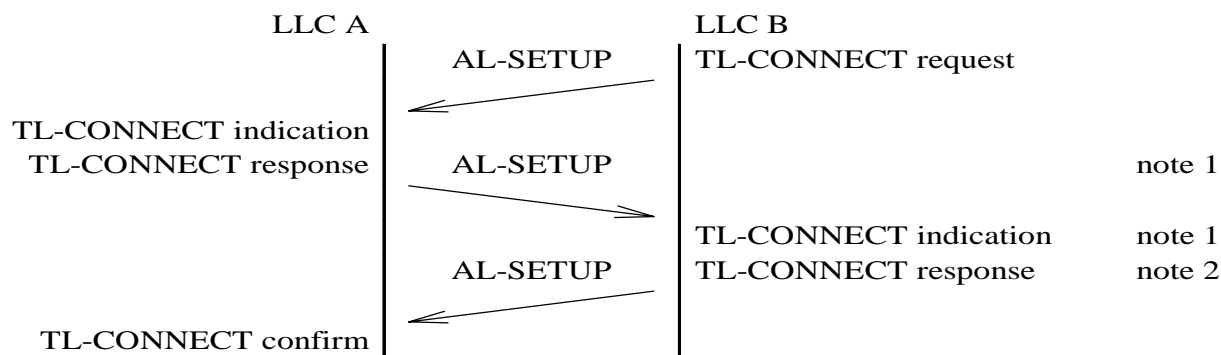 LLC A LLC B
AL-SETUP TL-CONNECT request
TL-CONNECT indication
TL-CONNECT response AL-SETUP note 1
TL-CONNECT indication note 1
AL-SETUP TL-CONNECT response note 2
TL-CONNECT confirm